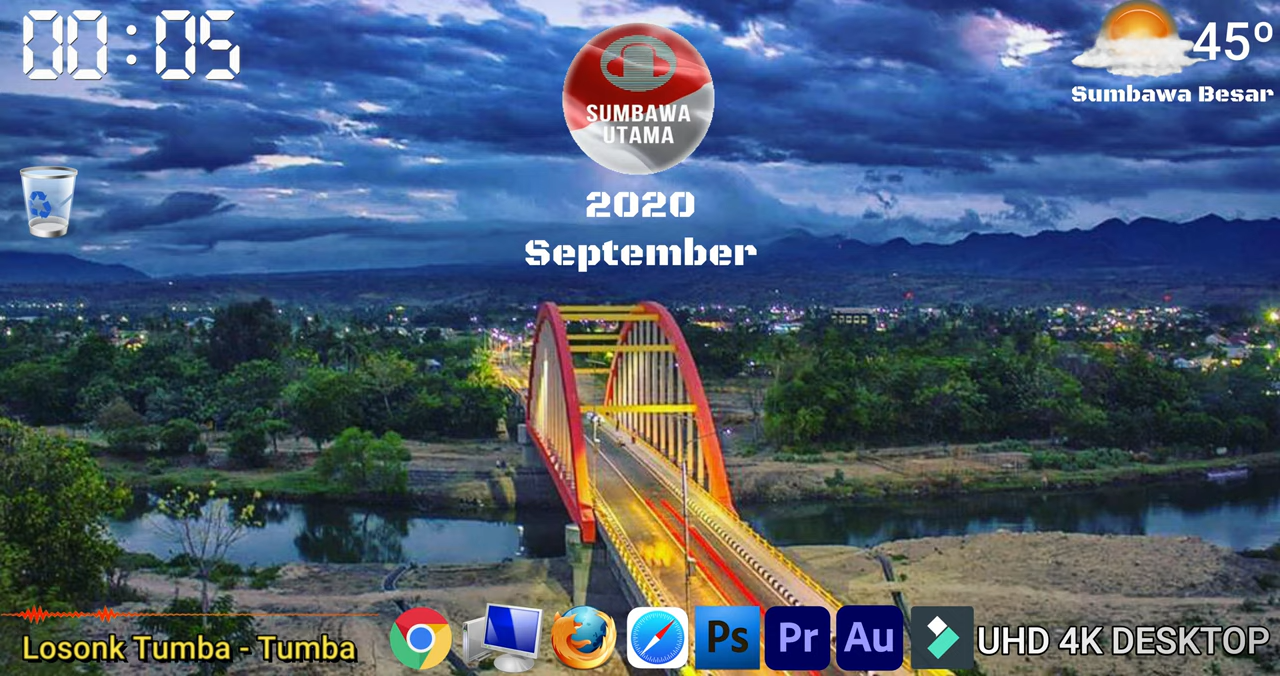 00:05
SUMBAWA
UTAMA
45°
Sumbawa Besar
2020
September
Losonk Tumba - Tumba
Ps
Pr
Au
UHD 4K DESKTOP